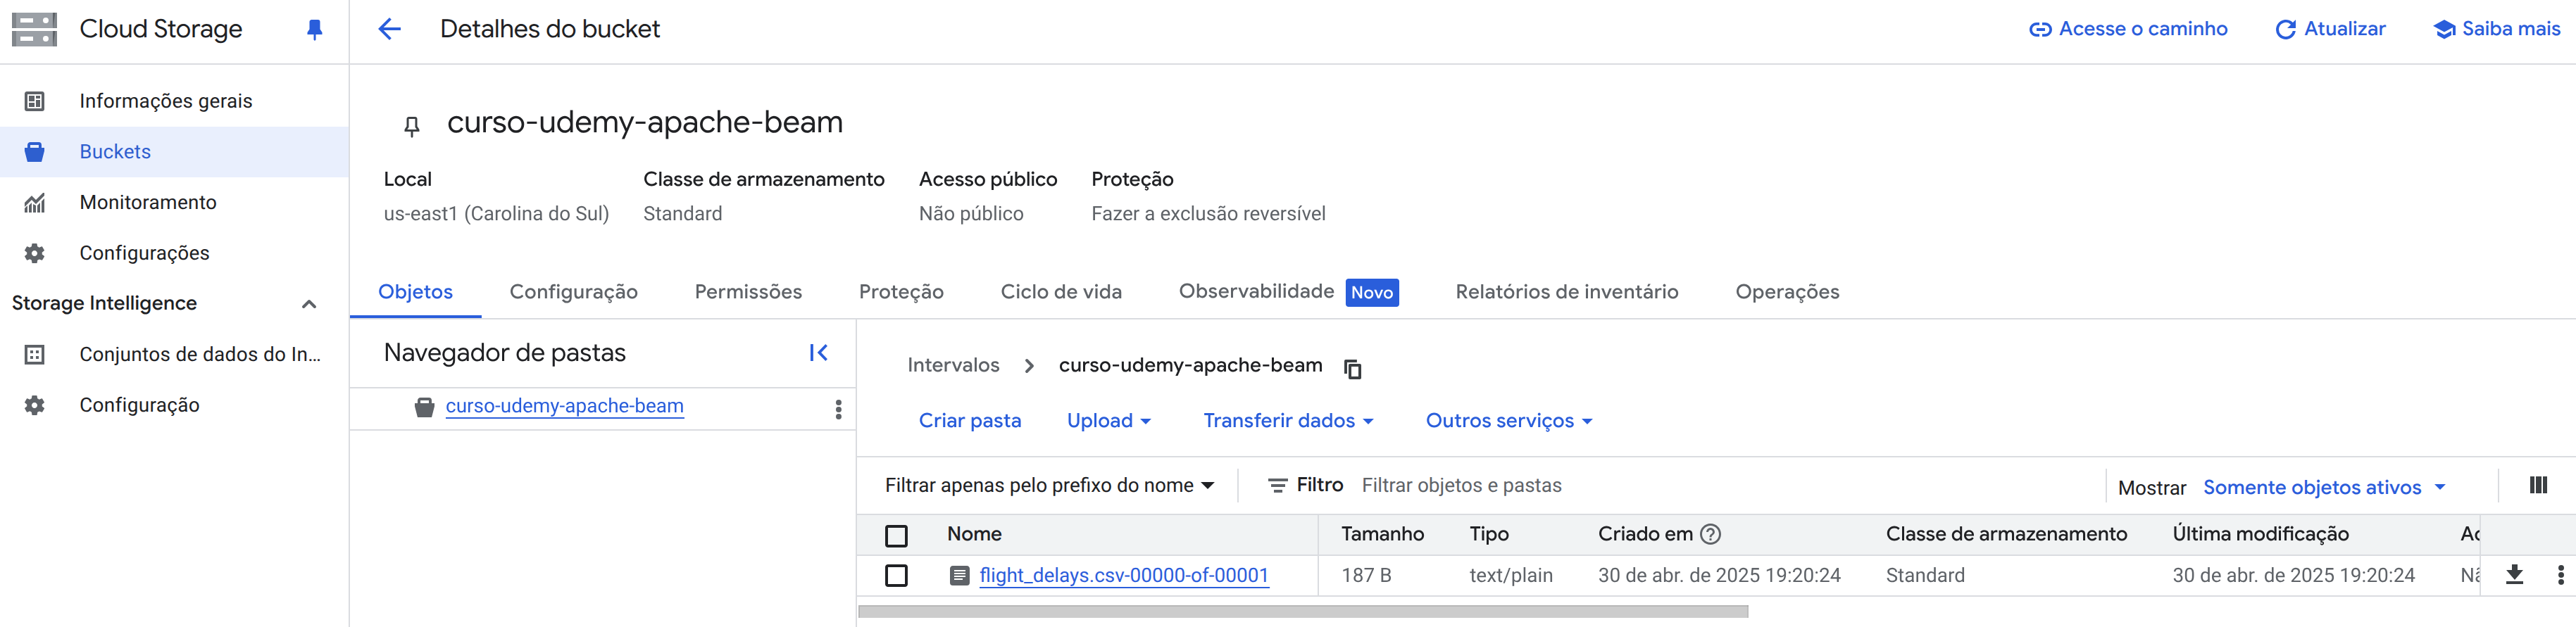 Cloud Storage
Detalhes do bucket
Acesse o caminho
Atualizar
Saiba mais
Informações gerais
Buckets
Monitoramento
Configurações
Storage Intelligence
Conjuntos de dados do In...
Configuração
curso-udemy-apache-beam
Local Classe de armazenamento Acesso público Proteção
us-east1 (Carolina do Sul) Standard Não público Fazer a exclusão reversível
Objetos Configuração Permissões Proteção Ciclo de vida Observabilidade Novo Relatórios de inventário Operações
Navegador de pastas
curso-udemy-apache-beam
Intervalos curso-udemy-apache-beam
Criar pasta Upload Transferir dados Outros serviços
Filtrar apenas pelo prefixo do nome Filtro Filtrar objetos e pastas Mostrar Somente objetos ativos
Nome Tamanho Tipo Criado em Classe de armazenamento Última modificação
flight_delays.csv-00000-of-00001 187 B text/plain 30 de abr. de 2025 19:20:24 Standard 30 de abr. de 2025 19:20:24